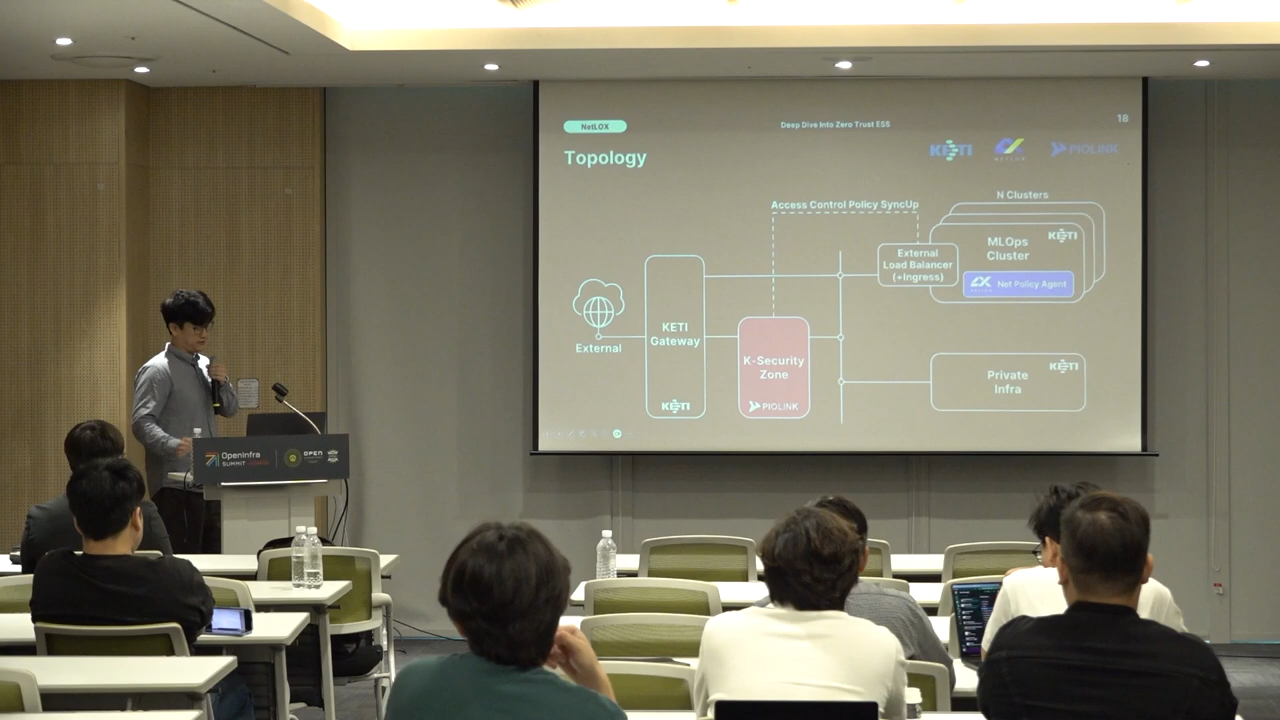 NetLOX
Deep Dive Into Zero Trust ESS
18
Topology
KETI
NETLOX
PIOLINK
N Clusters
Access Control Policy SyncUp
MLOps
Cluster
KETI
External
Load Balancer
(+Ingress)
Net Policy Agent
External
KETI
Gateway
KETI
K-Security
Zone
PIOLINK
Private
Infra
KETI
OpenInfra
SUMMIT
OPEN